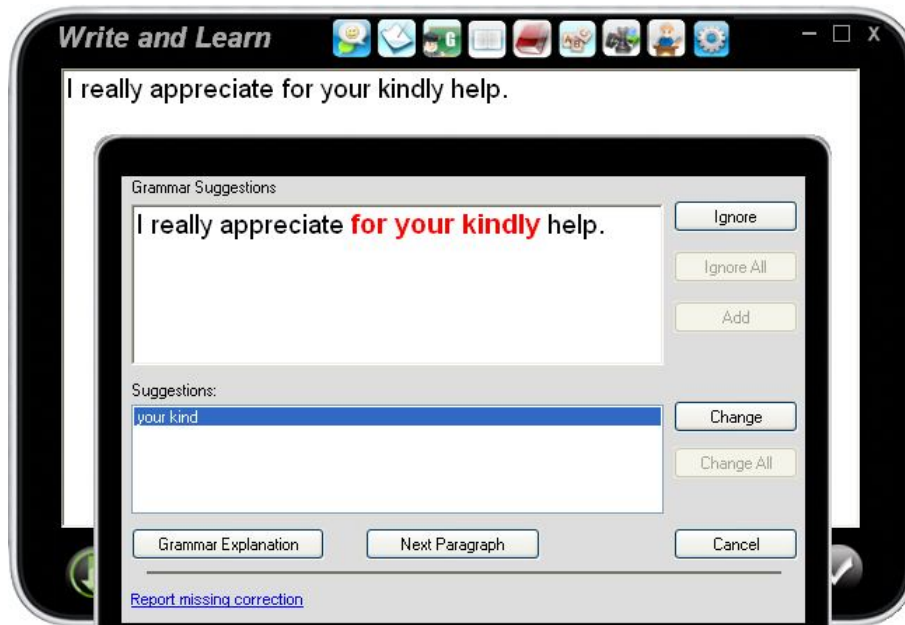 Write and Learn
G
– □ X
I really appreciate for your kindly help.
Grammar Suggestions
I really appreciate for your kindly help.
Ignore
Ignore All
Add
Suggestions:
your kind
Change
Change All
Grammar Explanation
Next Paragraph
Cancel
Report missing correction